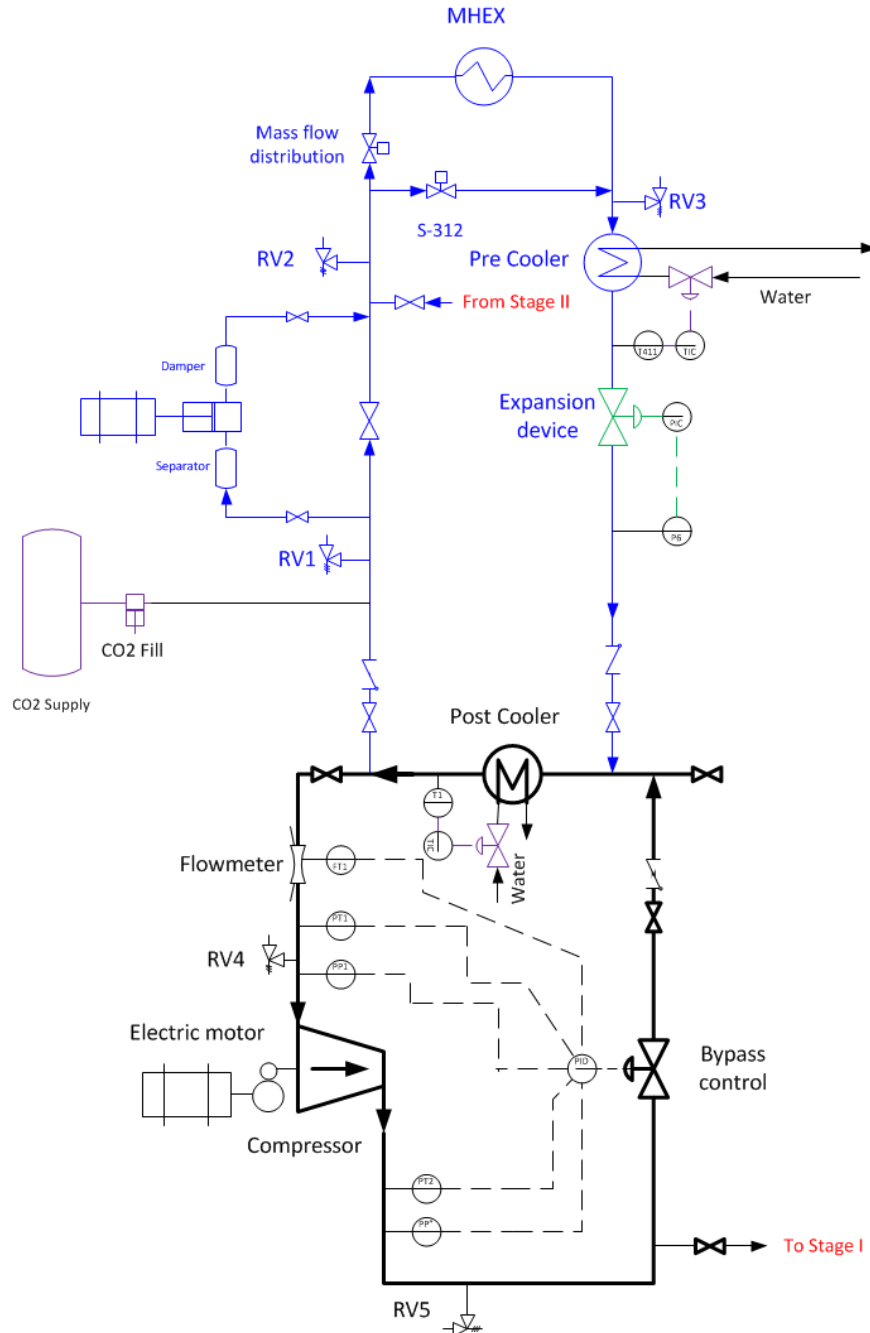 MHEX
Mass flow
distribution
S-312
RV3
RV2
Pre Cooler
Water
From Stage II
T411
TIC
Damper
Expansion
device
PIC
Separator
P6
RV1
CO2 Fill
CO2 Supply
Post Cooler
T1
TIC
Water
Flowmeter
FT1
PT1
RV4
PP1
Electric motor
PID
Bypass
control
Compressor
PT2
PP"
To Stage I
RV5